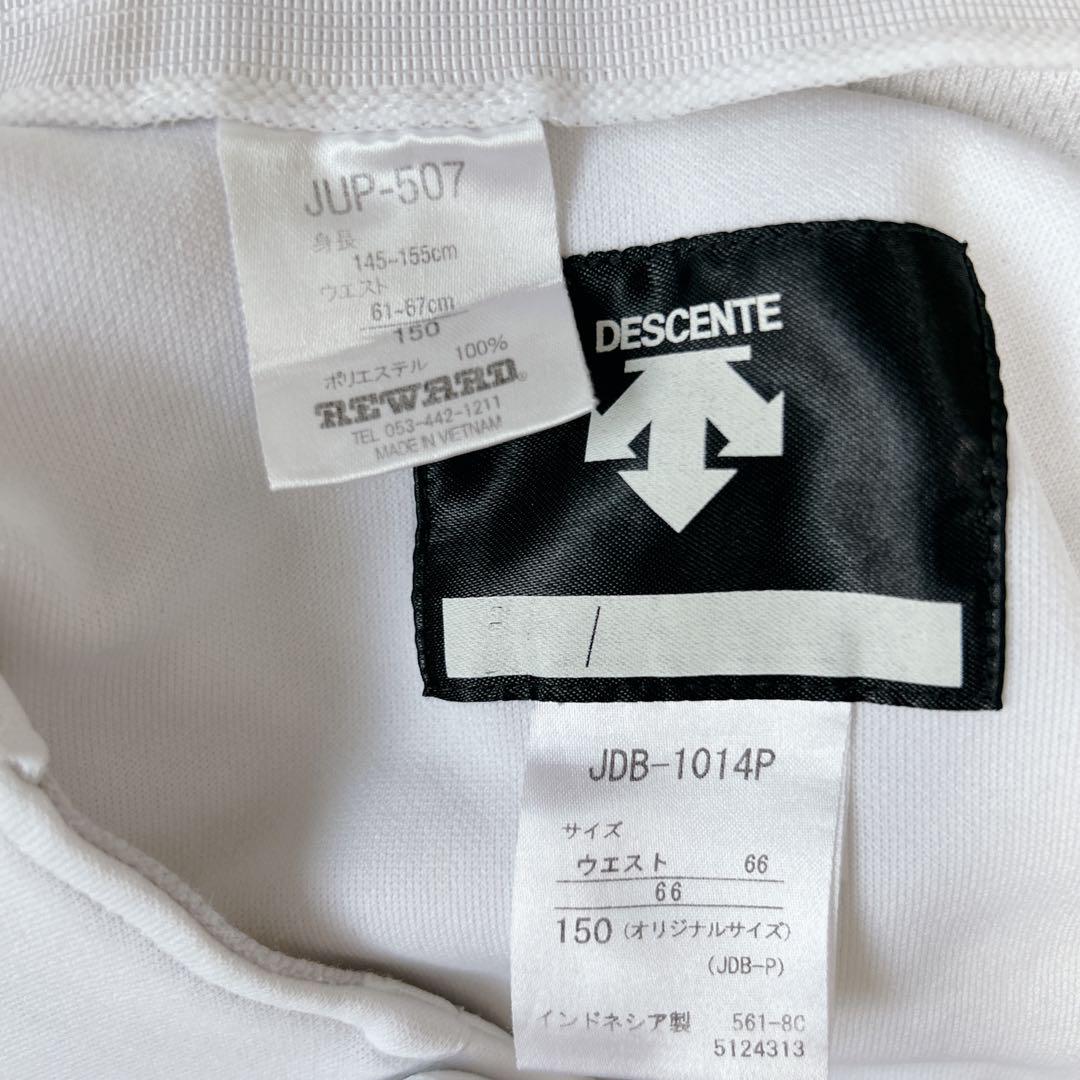 JUP-507
身長
145~155cm
ウエスト
61~67cm
150
ポリエステル 100%
REWARD®
TEL 053-442-1211
MADE IN VIETNAM
DESCENTE
/
JDB-1014P
サイズ
ウエスト 66
66
150 (オリジナルサイズ)
(JDB-P)
インドネシア製 561-8C
5124313